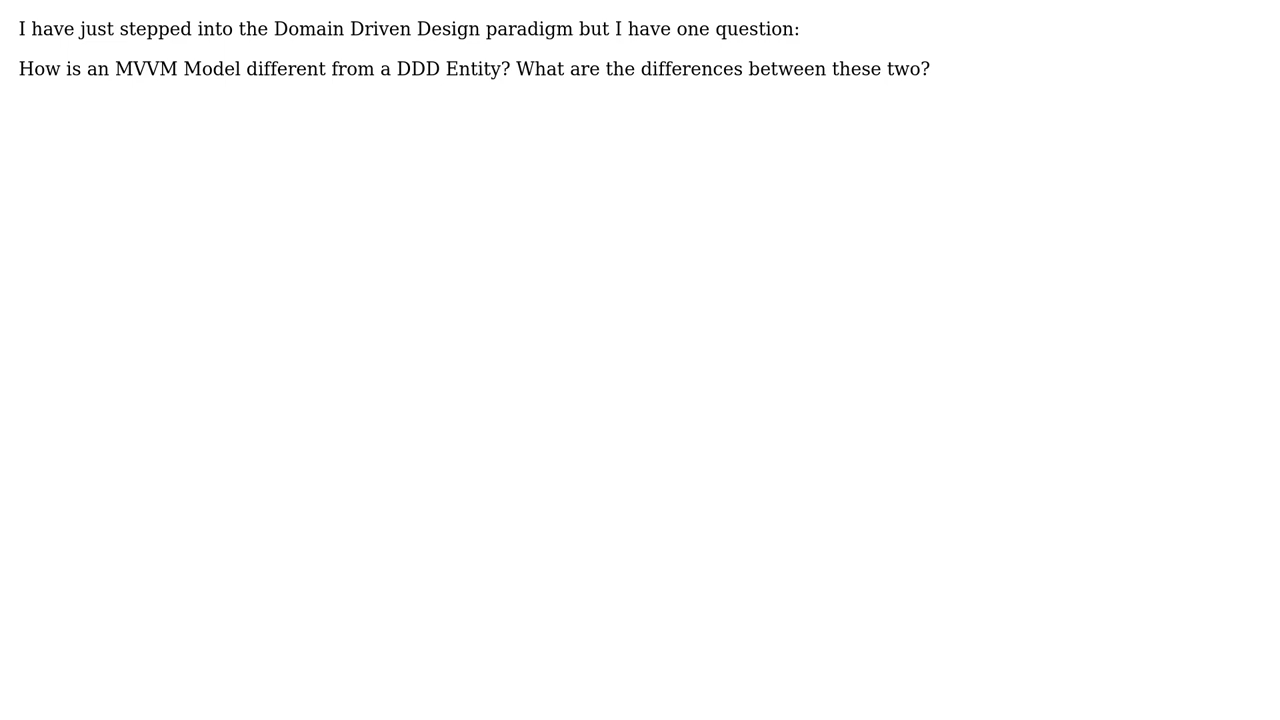 I have just stepped into the Domain Driven Design paradigm but I have one question:
How is an MVVM Model different from a DDD Entity? What are the differences between these two?